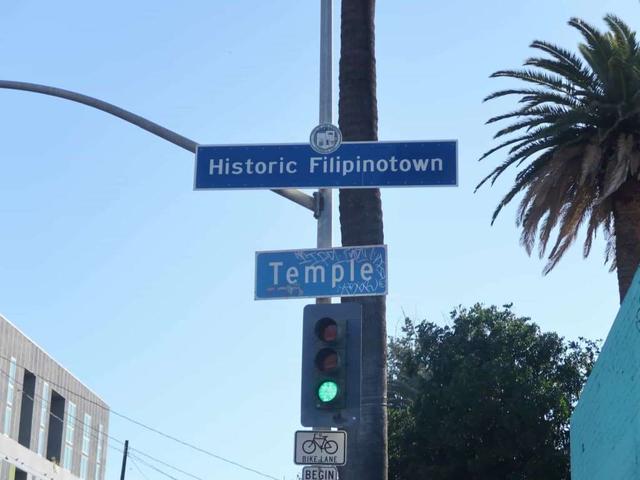 Historic Filipinotown
Temple
BIKE LANE
BEGIN